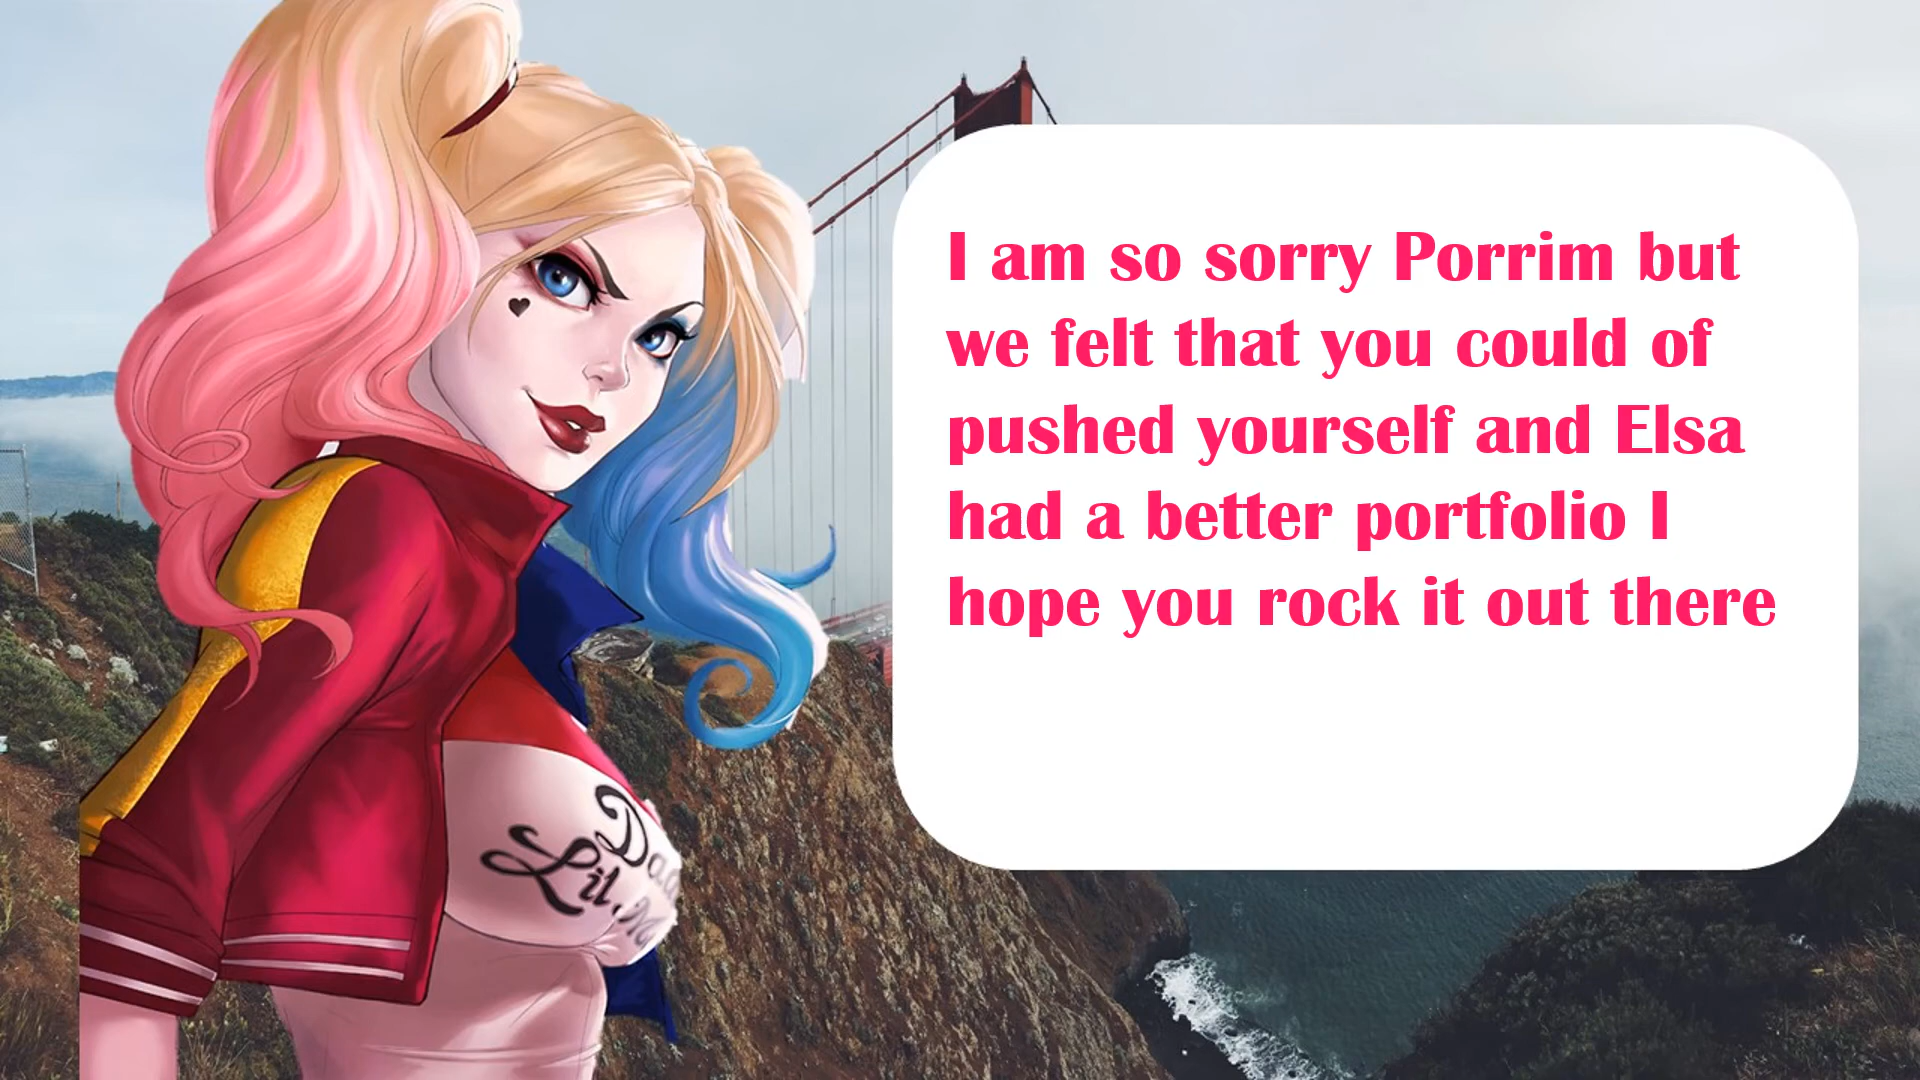 I am so sorry Porrim but
we felt that you could of
pushed yourself and Elsa
had a better portfolio I
hope you rock it out there
Lit